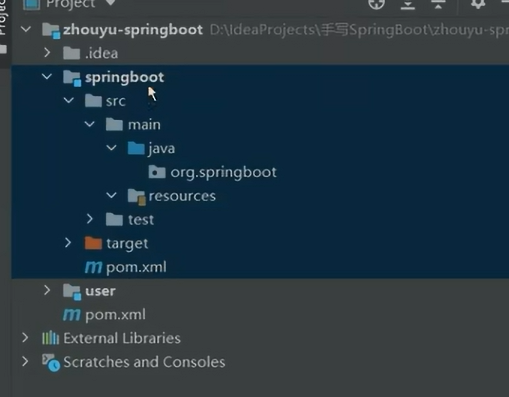 Project
zhouyu-springboot D:\IdeaProjects\手写SpringBoot\zhouyu-spr
.idea
springboot
src
main
java
org.springboot
resources
test
target
pom.xml
user
pom.xml
External Libraries
Scratches and Consoles